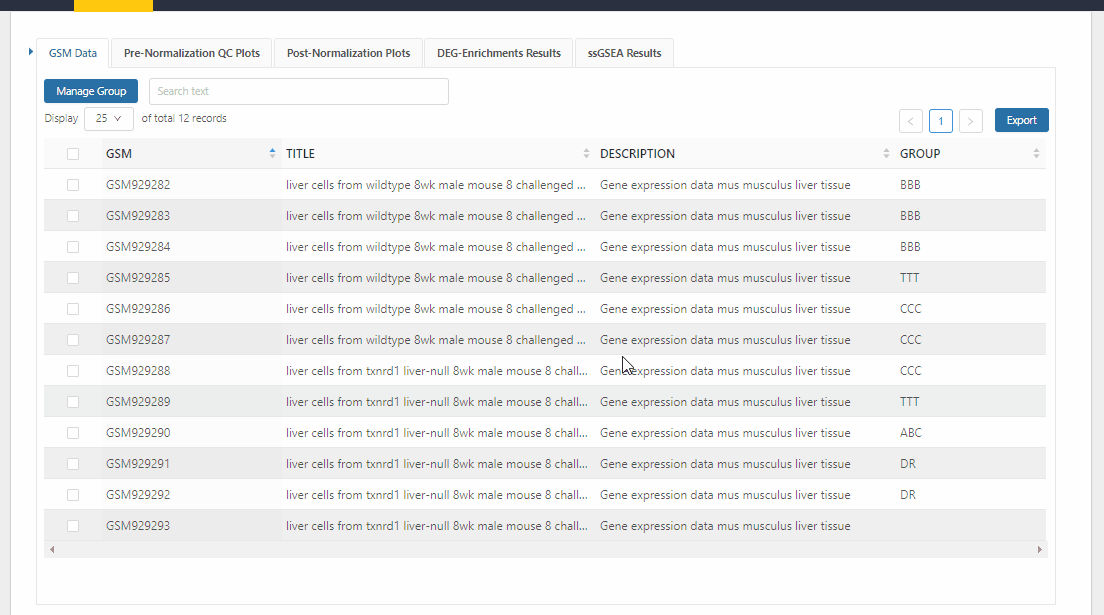 GSM Data Pre-Normalization QC Plots Post-Normalization Plots DEG-Enrichments Results ssGSEA Results
Manage Group Search text
Display 25 of total 12 records < 1 > Export
GSM TITLE DESCRIPTION GROUP
GSM929282 liver cells from wildtype 8wk male mouse 8 challenged ... Gene expression data mus musculus liver tissue BBB
GSM929283 liver cells from wildtype 8wk male mouse 8 challenged ... Gene expression data mus musculus liver tissue BBB
GSM929284 liver cells from wildtype 8wk male mouse 8 challenged ... Gene expression data mus musculus liver tissue BBB
GSM929285 liver cells from wildtype 8wk male mouse 8 challenged ... Gene expression data mus musculus liver tissue TTT
GSM929286 liver cells from wildtype 8wk male mouse 8 challenged ... Gene expression data mus musculus liver tissue CCC
GSM929287 liver cells from wildtype 8wk male mouse 8 challenged ... Gene expression data mus musculus liver tissue CCC
GSM929288 liver cells from txnrd1 liver-null 8wk male mouse 8 chall... Gene expression data mus musculus liver tissue CCC
GSM929289 liver cells from txnrd1 liver-null 8wk male mouse 8 chall... Gene expression data mus musculus liver tissue TTT
GSM929290 liver cells from txnrd1 liver-null 8wk male mouse 8 chall... Gene expression data mus musculus liver tissue ABC
GSM929291 liver cells from txnrd1 liver-null 8wk male mouse 8 chall... Gene expression data mus musculus liver tissue DR
GSM929292 liver cells from txnrd1 liver-null 8wk male mouse 8 chall... Gene expression data mus musculus liver tissue DR
GSM929293 liver cells from txnrd1 liver-null 8wk male mouse 8 chall... Gene expression data mus musculus liver tissue